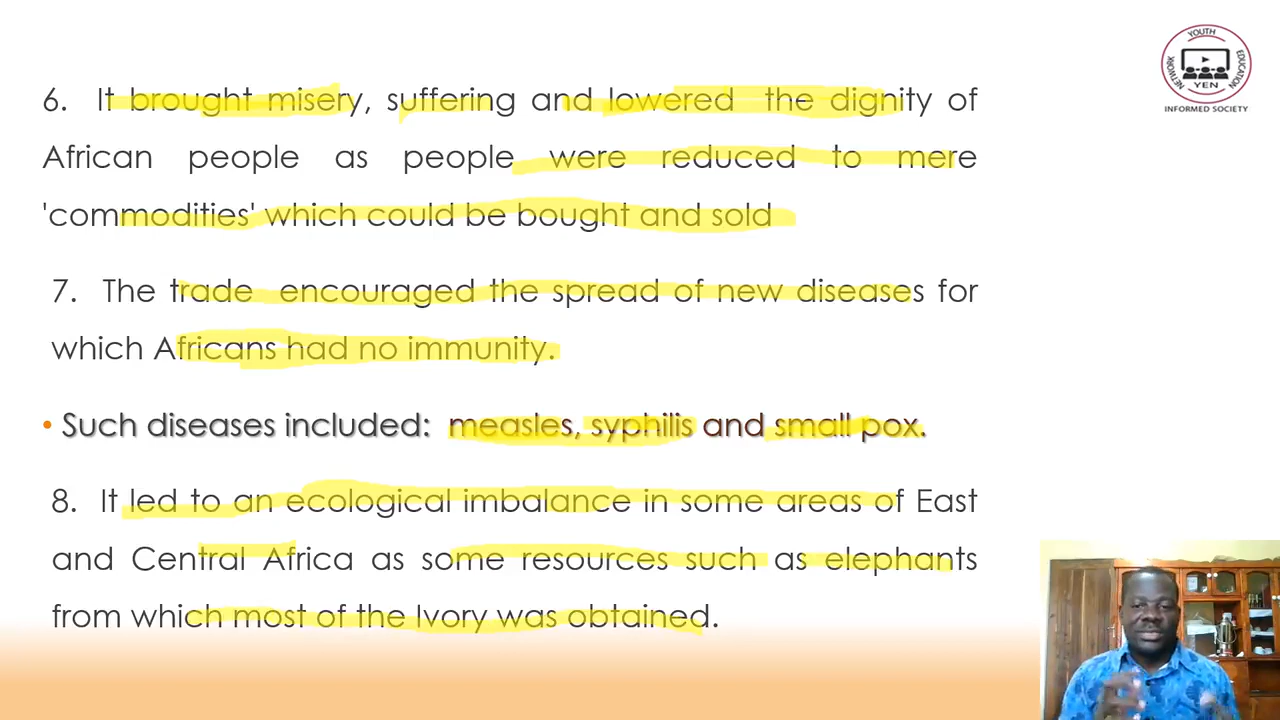 YOUTH
EDUCATION
NETWORK
YEN
INFORMED SOCIETY
6. It brought misery, suffering and lowered the dignity of
African people as people were reduced to mere
'commodities' which could be bought and sold
7. The trade encouraged the spread of new diseases for
which Africans had no immunity.
• Such diseases included: measles, syphilis and small pox.
8. It led to an ecological imbalance in some areas of East
and Central Africa as some resources such as elephants
from which most of the Ivory was obtained.